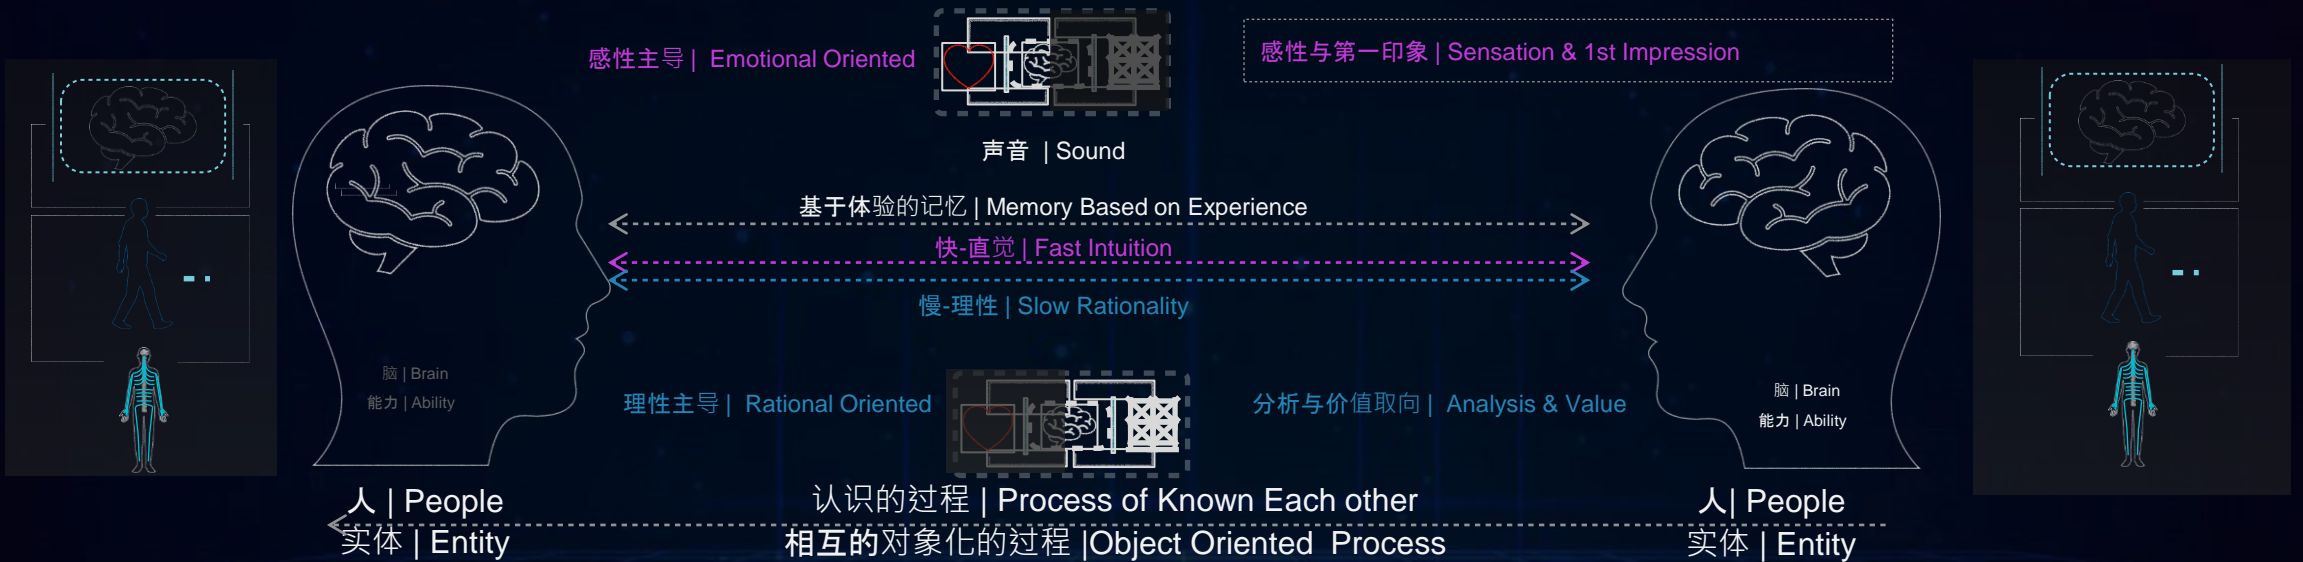 感性主导 | Emotional Oriented
感性与第一印象 | Sensation & 1st Impression
声音 | Sound
基于体验的记忆 | Memory Based on Experience
快-直觉 | Fast Intuition
慢-理性 | Slow Rationality
脑 | Brain
能力 | Ability
理性主导 | Rational Oriented
分析与价值取向 | Analysis & Value
脑 | Brain
能力 | Ability
人 | People
认识的过程 | Process of Known Each other
人| People
实体 | Entity
相互的对象化的过程 |Object Oriented Process
实体 | Entity